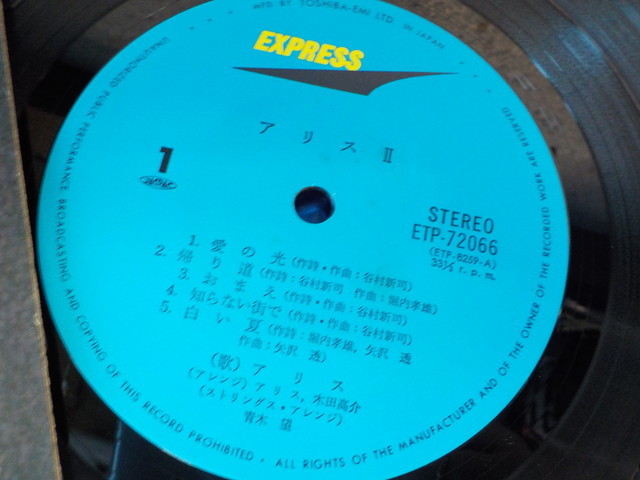 MFD. BY TOSHIBA-EMI LTD. IN JAPAN
EXPRESS
アリス II
1
STEREO
ETP-72066
(ETP-8259-A)
33⅓ r. p. m.
1. 愛の光 (作詩・作曲:谷村新司)
2. 帰り道 (作詩:谷村新司 作曲:堀内孝雄)
3. おまえ (作詩・作曲:谷村新司)
4. 知らない街で (作詩・作曲:谷村新司)
5. 白い夏 (作詩:堀内孝雄, 矢沢 透
作曲:矢沢 透)
(歌) アリス
(アレンジ) アリス, 木田高介
(ストリングス・アレンジ)
青木 望
UNAUTHORIZED PUBLIC PERFORMANCE BROADCASTING AND COPYING OF THIS RECORD PROHIBITED • ALL RIGHTS OF THE MANUFACTURER AND OF THE OWNER OF THE RECORDED WORK ARE RESERVED